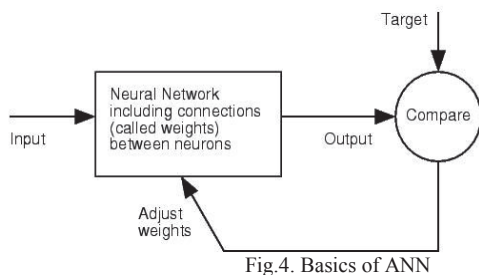 Target
Neural Network
including connections
(called weights)
between neurons
Compare
Input
Output
Adjust
weights
Fig.4. Basics of ANN